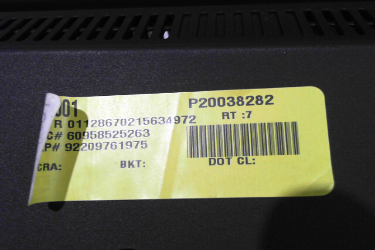 001 P20038282
R 01128670215634972 RT :7
C# 60958525263
P# 92209761975
CRA: BKT: DOT CL: